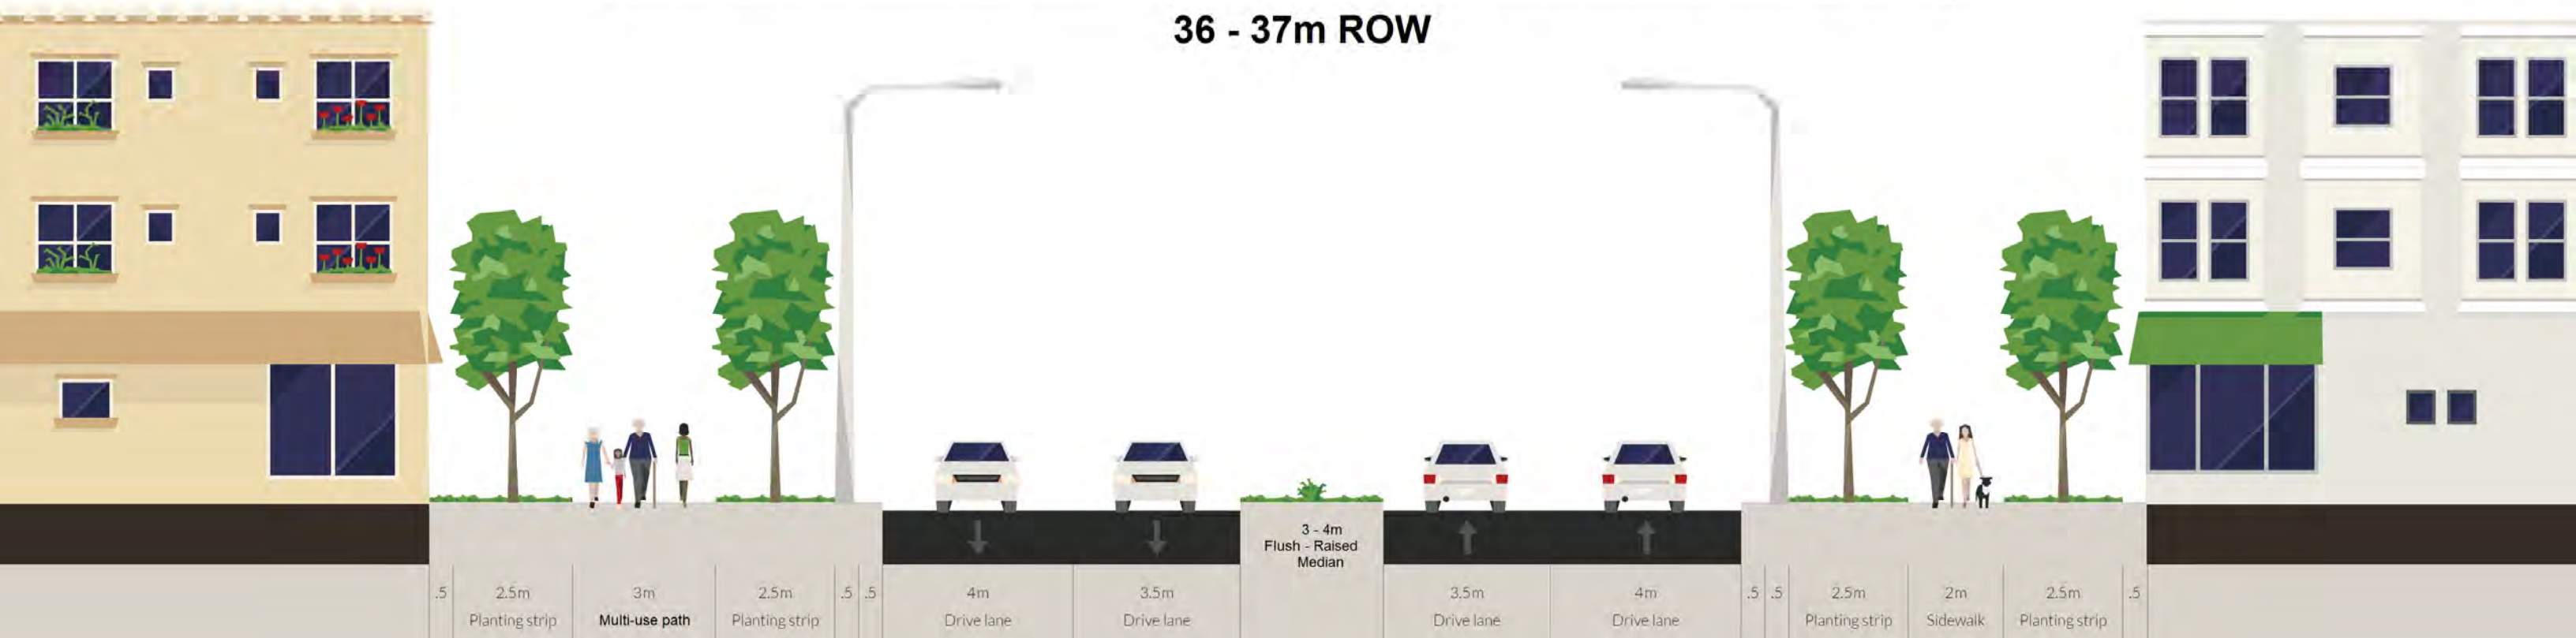 36 - 37m ROW
3 - 4m
Flush - Raised
Median
.5 2.5m 3m 2.5m .5 .5 4m 3.5m 3.5m 4m .5 .5 2.5m 2m 2.5m .5
Planting strip Multi-use path Planting strip Drive lane Drive lane Drive lane Drive lane Planting strip Sidewalk Planting strip